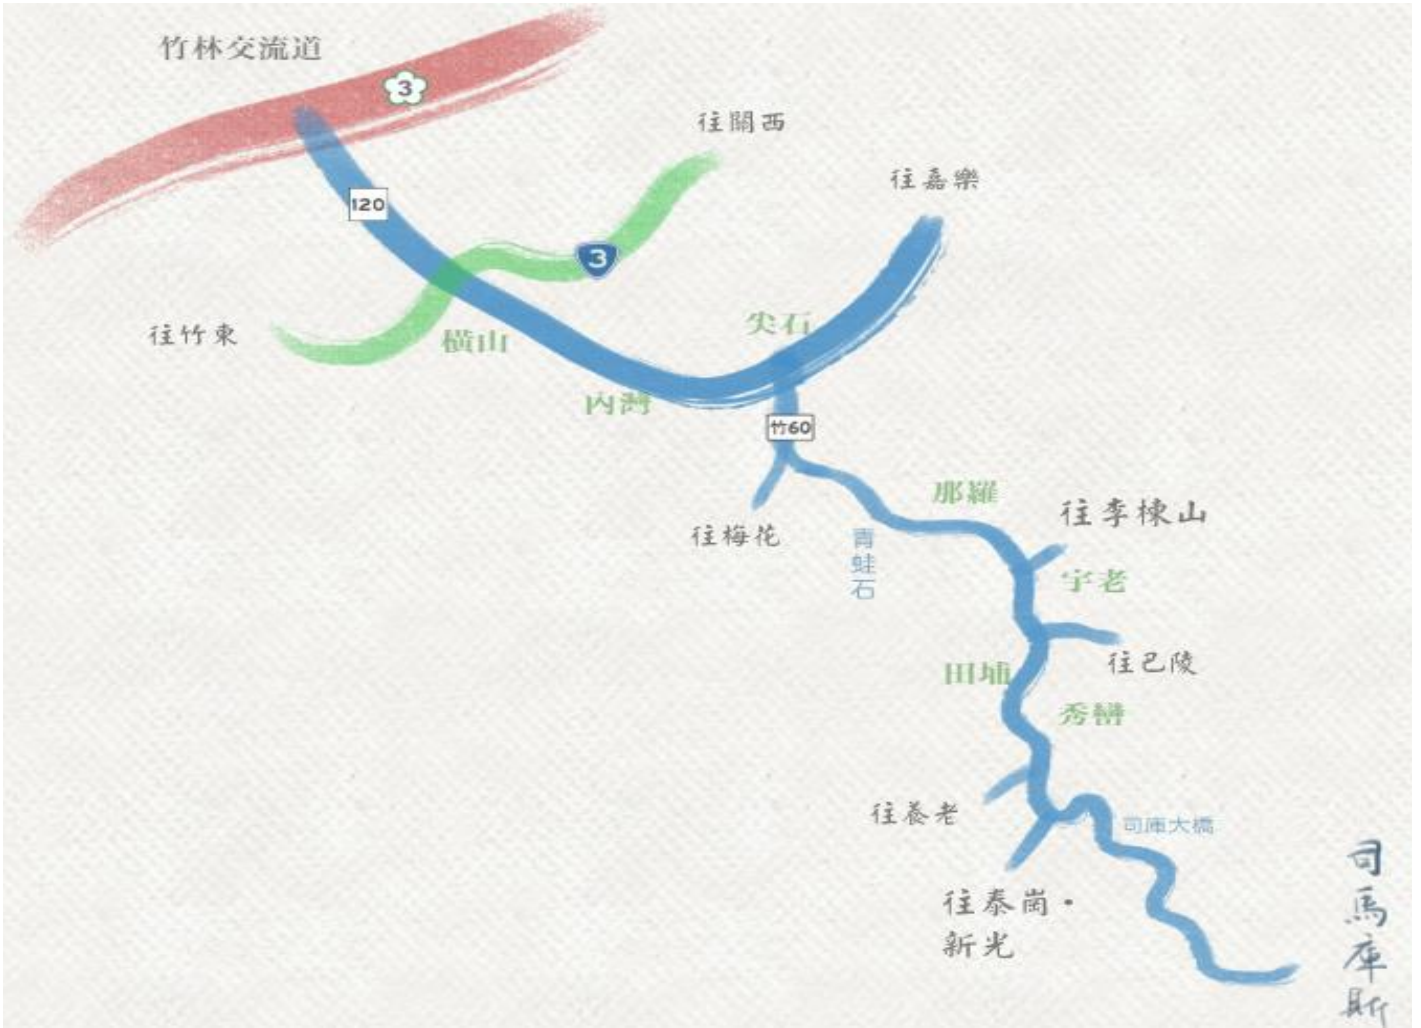 竹林交流道
3
往關西
往嘉樂
120
3
往竹東
橫山
尖石
內灣
竹60
那羅
往李棟山
往梅花
青蛙石
宇老
往巴陵
田埔
秀巒
往養老
司庫大橋
往泰崗・
新光
司馬庫斯